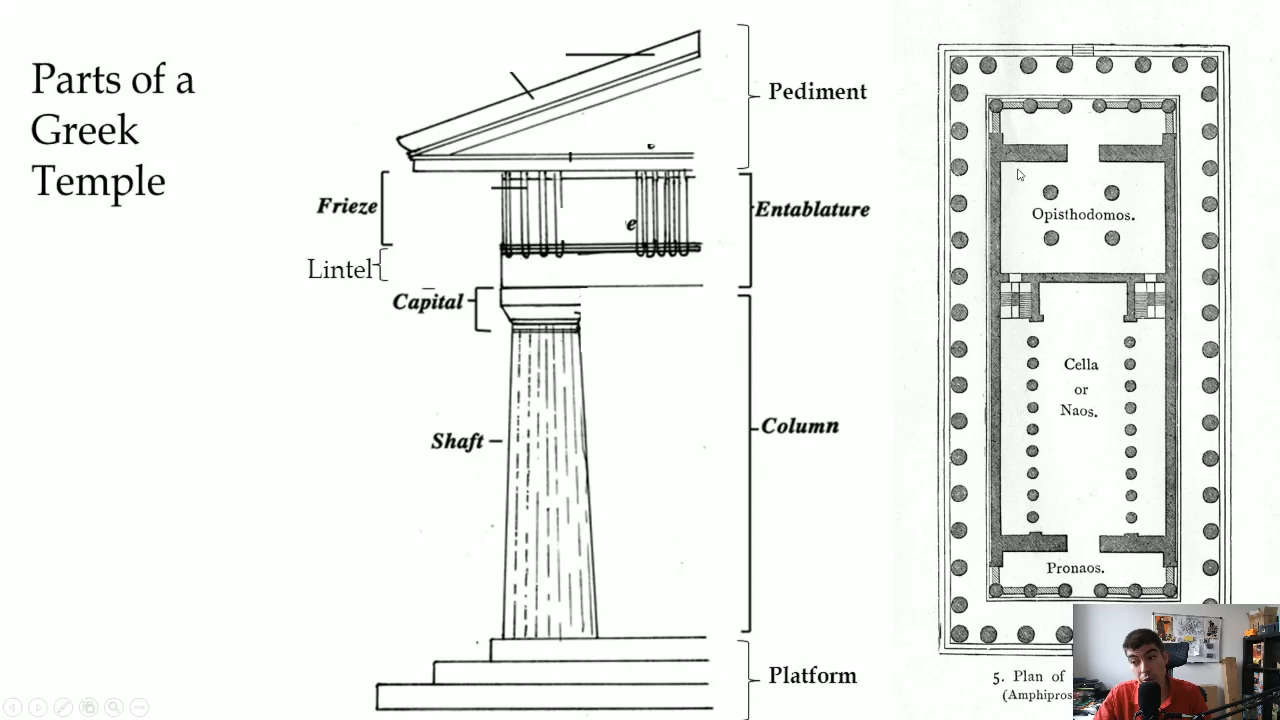 Parts of a
Greek
Temple
Pediment
Frieze
Entablature
Lintel
e
Capital
Shaft
Column
Platform
Opisthodomos.
Cella
or
Naos.
Pronaos.
5. Plan of
(Amphipros